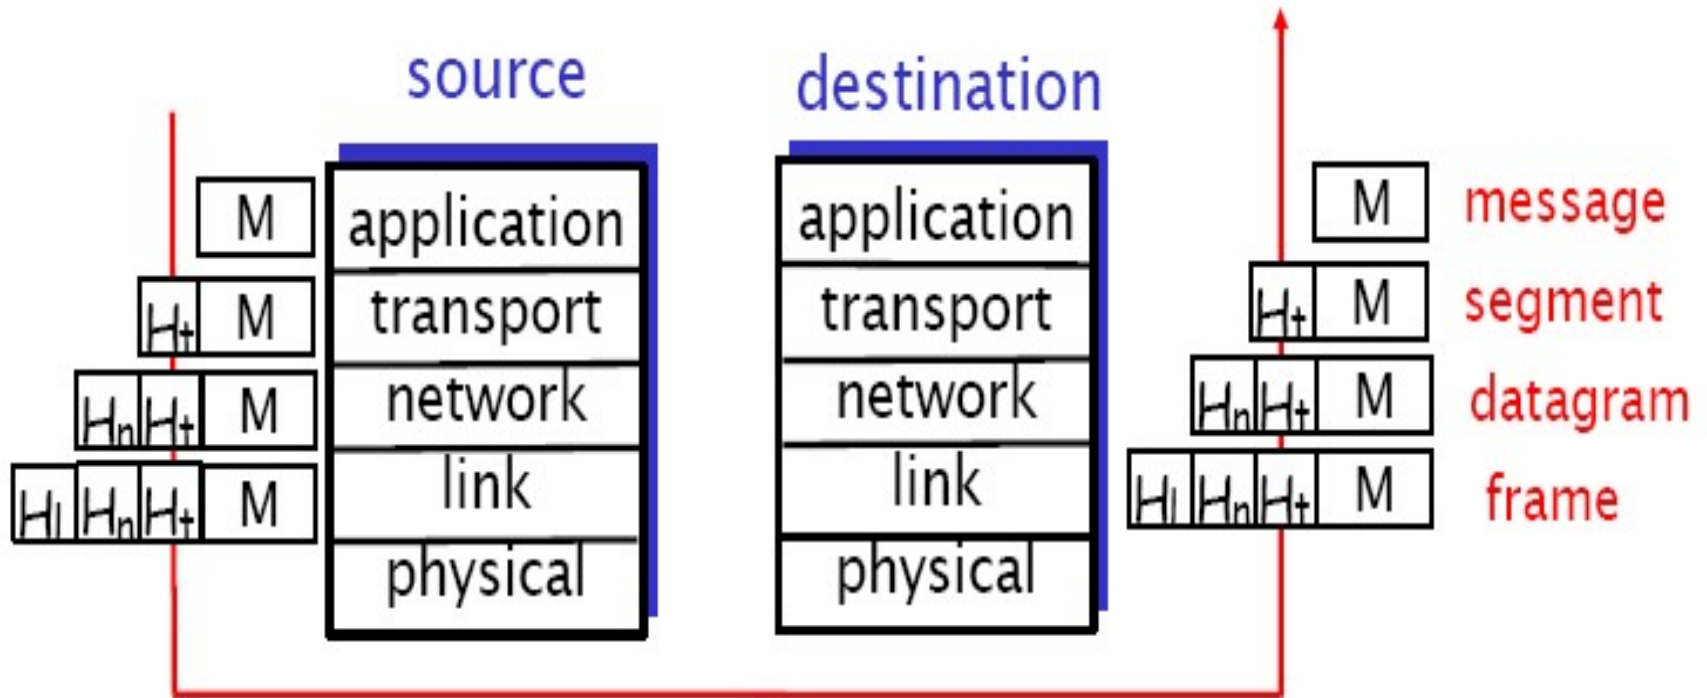 source destination
M application application M message
Ht M transport transport Ht M segment
Hn Ht M network network Hn Ht M datagram
Hl Hn Ht M link link Hl Hn Ht M frame
physical physical